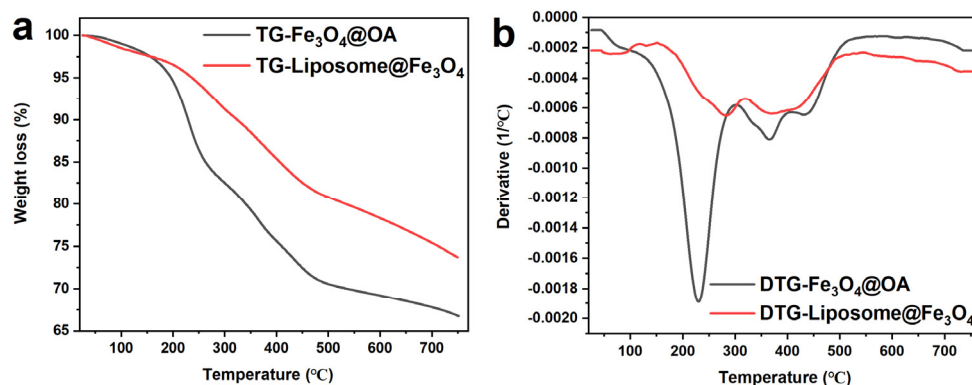 a
TG-Fe₃O₄@OA
TG-Liposome@Fe₃O₄
Weight loss (%)
100
95
90
85
80
75
70
65
100 200 300 400 500 600 700
Temperature (℃)
b
Derivative (1/℃)
0.0000
-0.0002
-0.0004
-0.0006
-0.0008
-0.0010
-0.0012
-0.0014
-0.0016
-0.0018
-0.0020
DTG-Fe₃O₄@OA
DTG-Liposome@Fe₃O₄
100 200 300 400 500 600 700
Temperature (℃)